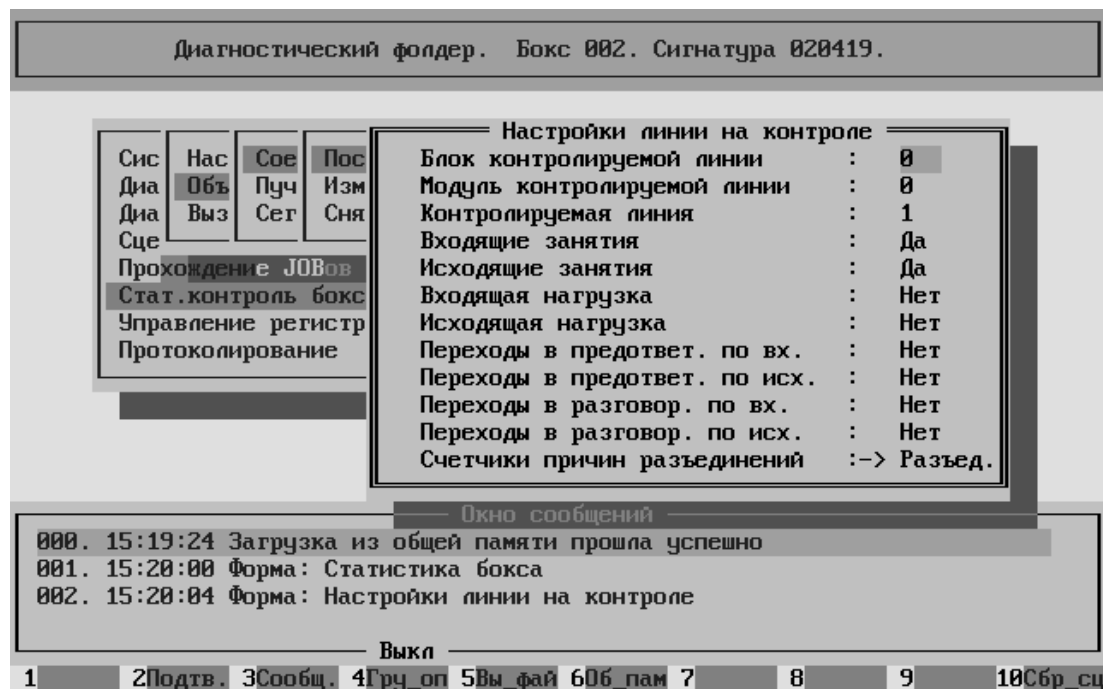 Диагностический фолдер. Бокс 002. Сигнатура 020419.
Настройки линии на контроле
Сис Нас Сое Пос Блок контролируемой линии : 0
Диа Объ Пуч Изм Модуль контролируемой линии : 0
Диа Выз Сег Сня Контролируемая линия : 1
Сце Входящие занятия : Да
Прохождение JOBов Исходящие занятия : Да
Стат.контроль бокс Входящая нагрузка : Нет
Управление регистр Исходящая нагрузка : Нет
Протоколирование Переходы в предответ. по вх. : Нет
Переходы в предответ. по исх. : Нет
Переходы в разговор. по вх. : Нет
Переходы в разговор. по исх. : Нет
Счетчики причин разъединений :-> Разъед.
Окно сообщений
000. 15:19:24 Загрузка из общей памяти прошла успешно
001. 15:20:00 Форма: Статистика бокса
002. 15:20:04 Форма: Настройки линии на контроле
Выкл
1 2Подтв. 3Сообщ. 4Гру_оп 5Вы_фай 6Об_пам 7 8 9 10Сбр_сц